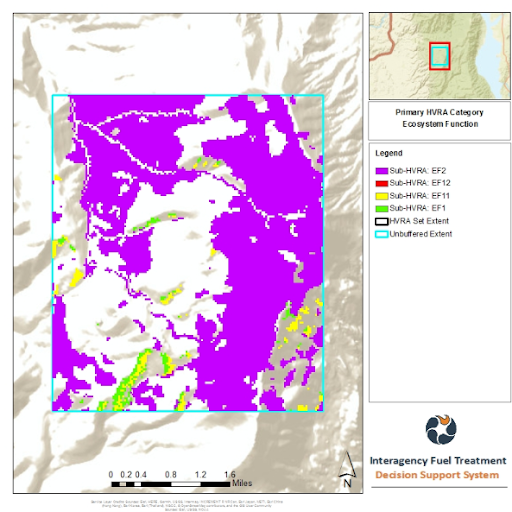 Primary HVRA Category
Ecosystem Function
Legend
Sub-HVRA: EF2
Sub-HVRA: EF12
Sub-HVRA: EF11
Sub-HVRA: EF1
HVRA Set Extent
Unbuffered Extent
0 0.2 0.4 0.8 1.2 1.6
Miles
N
Interagency Fuel Treatment
Decision Support System